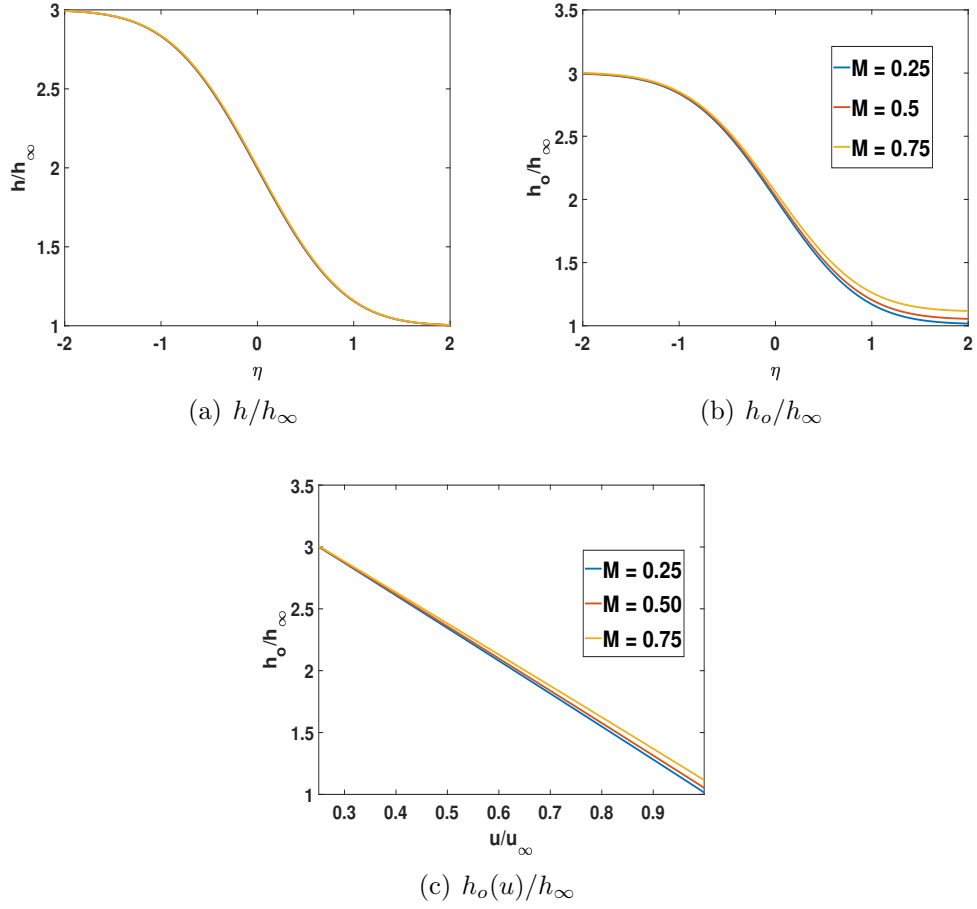 3
2.5
2
1.5
1
h/h∞
-2 -1 0 1 2
η
(a) h/h∞
3.5
3
2.5
2
1.5
1
hₒ/h∞
M = 0.25
M = 0.5
M = 0.75
-2 -1 0 1 2
η
(b) hₒ/h∞
3.5
3
2.5
2
1.5
1
hₒ/h∞
M = 0.25
M = 0.50
M = 0.75
0.3 0.4 0.5 0.6 0.7 0.8 0.9
u/u∞
(c) hₒ(u)/h∞